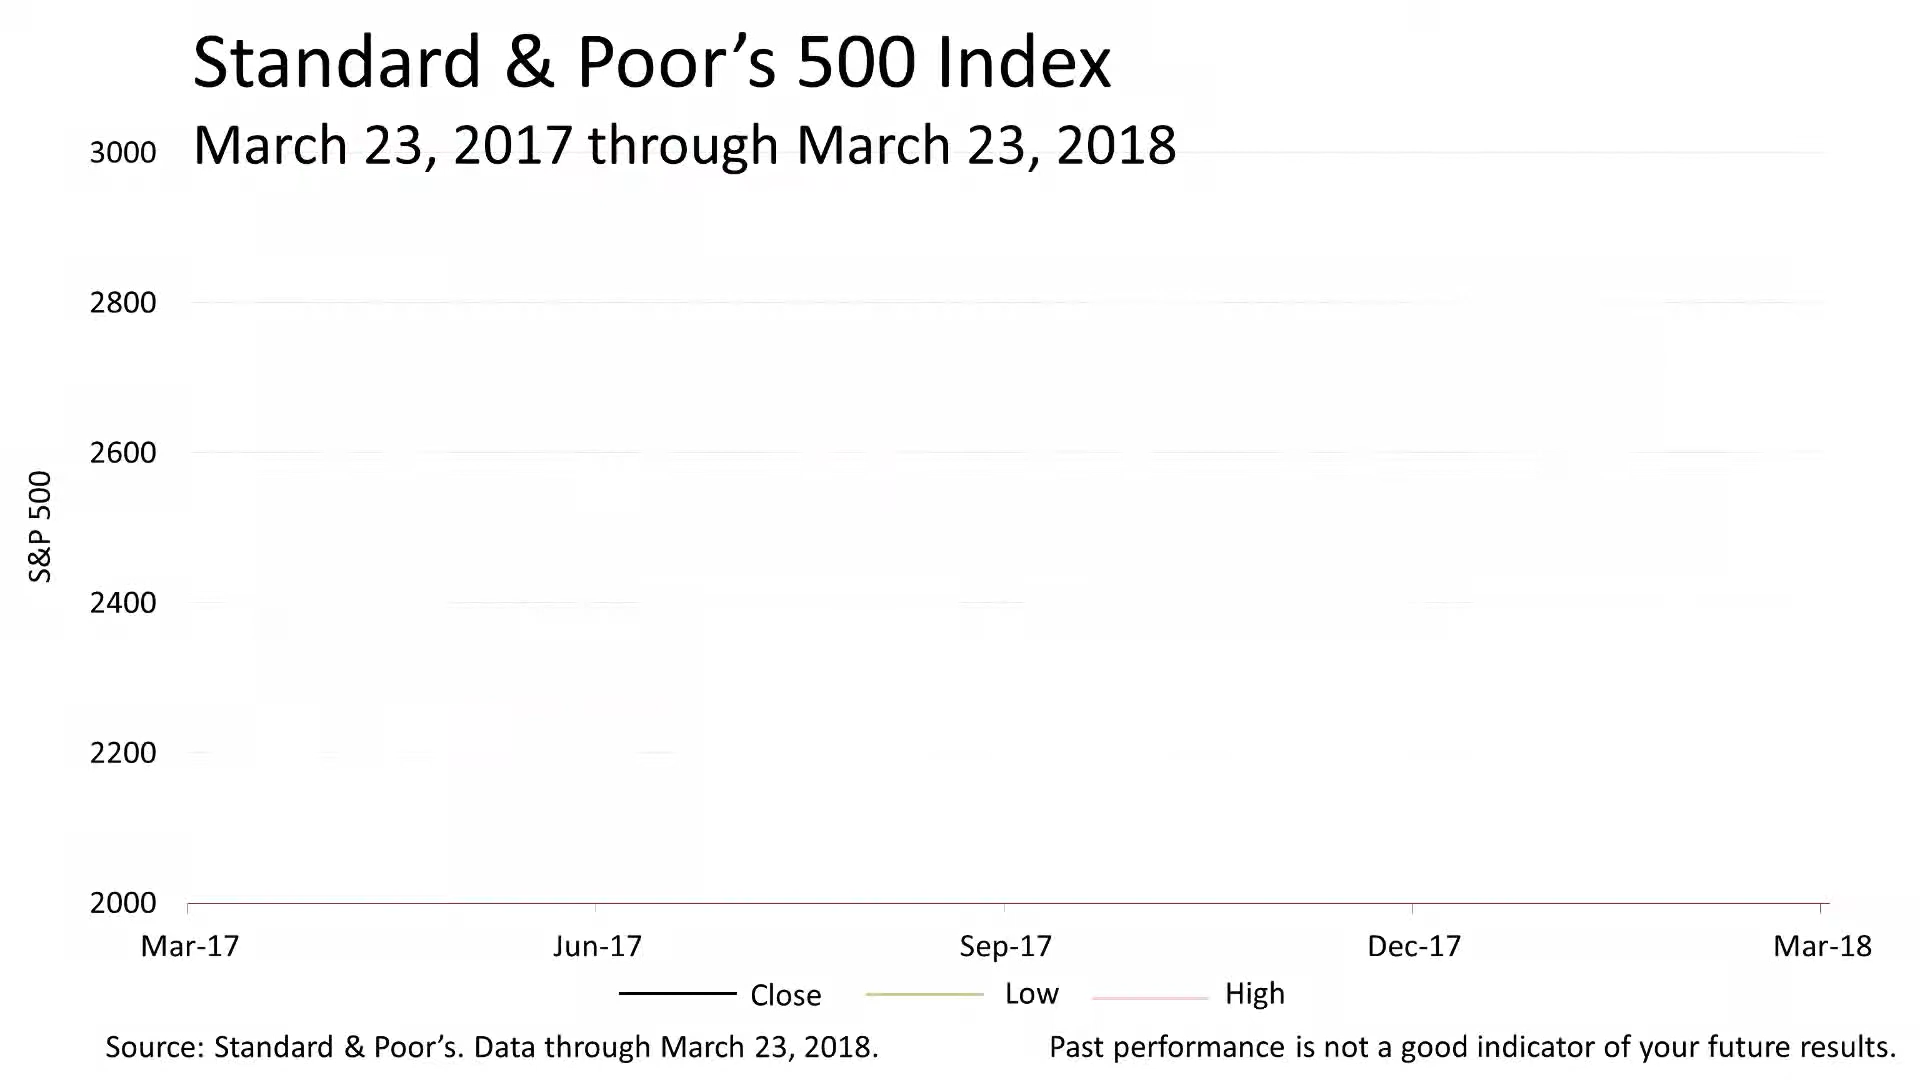 Standard & Poor’s 500 Index
March 23, 2017 through March 23, 2018
3000
2800
2600
2400
2200
2000
S&P 500
Mar-17 Jun-17 Sep-17 Dec-17 Mar-18
Close Low High
Source: Standard & Poor’s. Data through March 23, 2018. Past performance is not a good indicator of your future results.